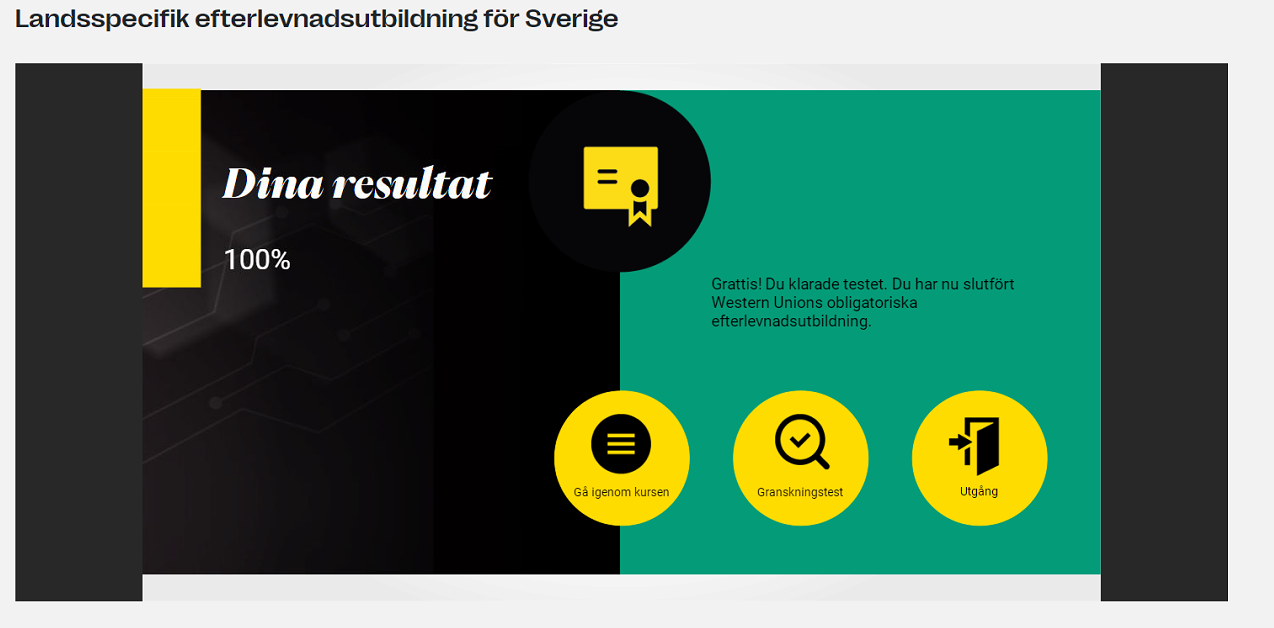 Landsspecifik efterlevnadsutbildning för Sverige
Dina resultat
100%
Grattis! Du klarade testet. Du har nu slutfört
Western Unions obligatoriska
efterlevnadsutbildning.
Gå igenom kursen
Granskningstest
Utgång